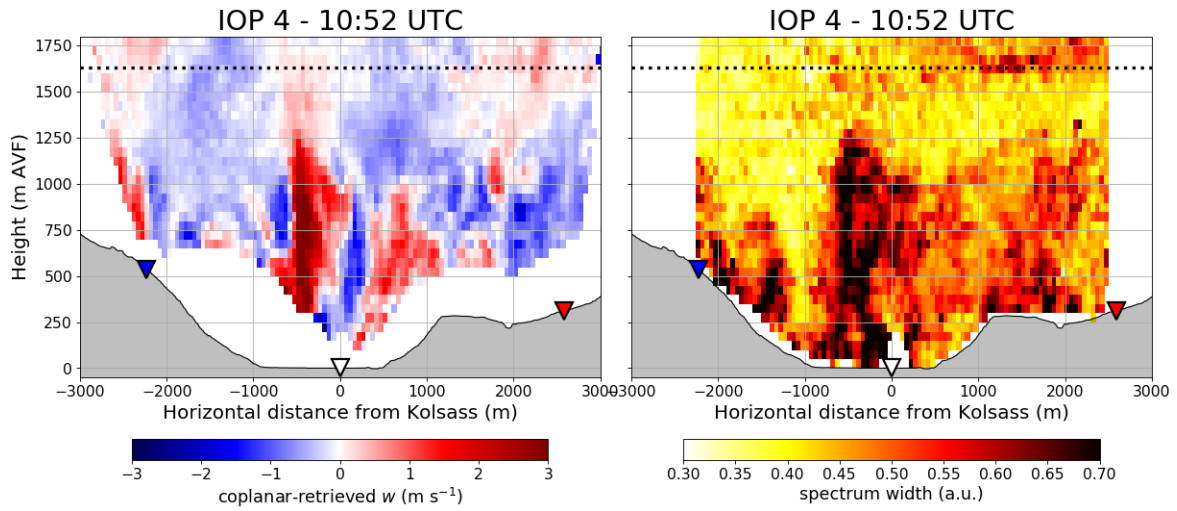 IOP 4 - 10:52 UTC
1750
1500
1250
1000
750
500
250
0
Height (m AVF)
−3000 −2000 −1000 0 1000 2000 3000
Horizontal distance from Kolsass (m)
−3 −2 −1 0 1 2 3
coplanar-retrieved w (m s⁻¹)
IOP 4 - 10:52 UTC
−3000 −2000 −1000 0 1000 2000 3000
Horizontal distance from Kolsass (m)
0.30 0.35 0.40 0.45 0.50 0.55 0.60 0.65 0.70
spectrum width (a.u.)